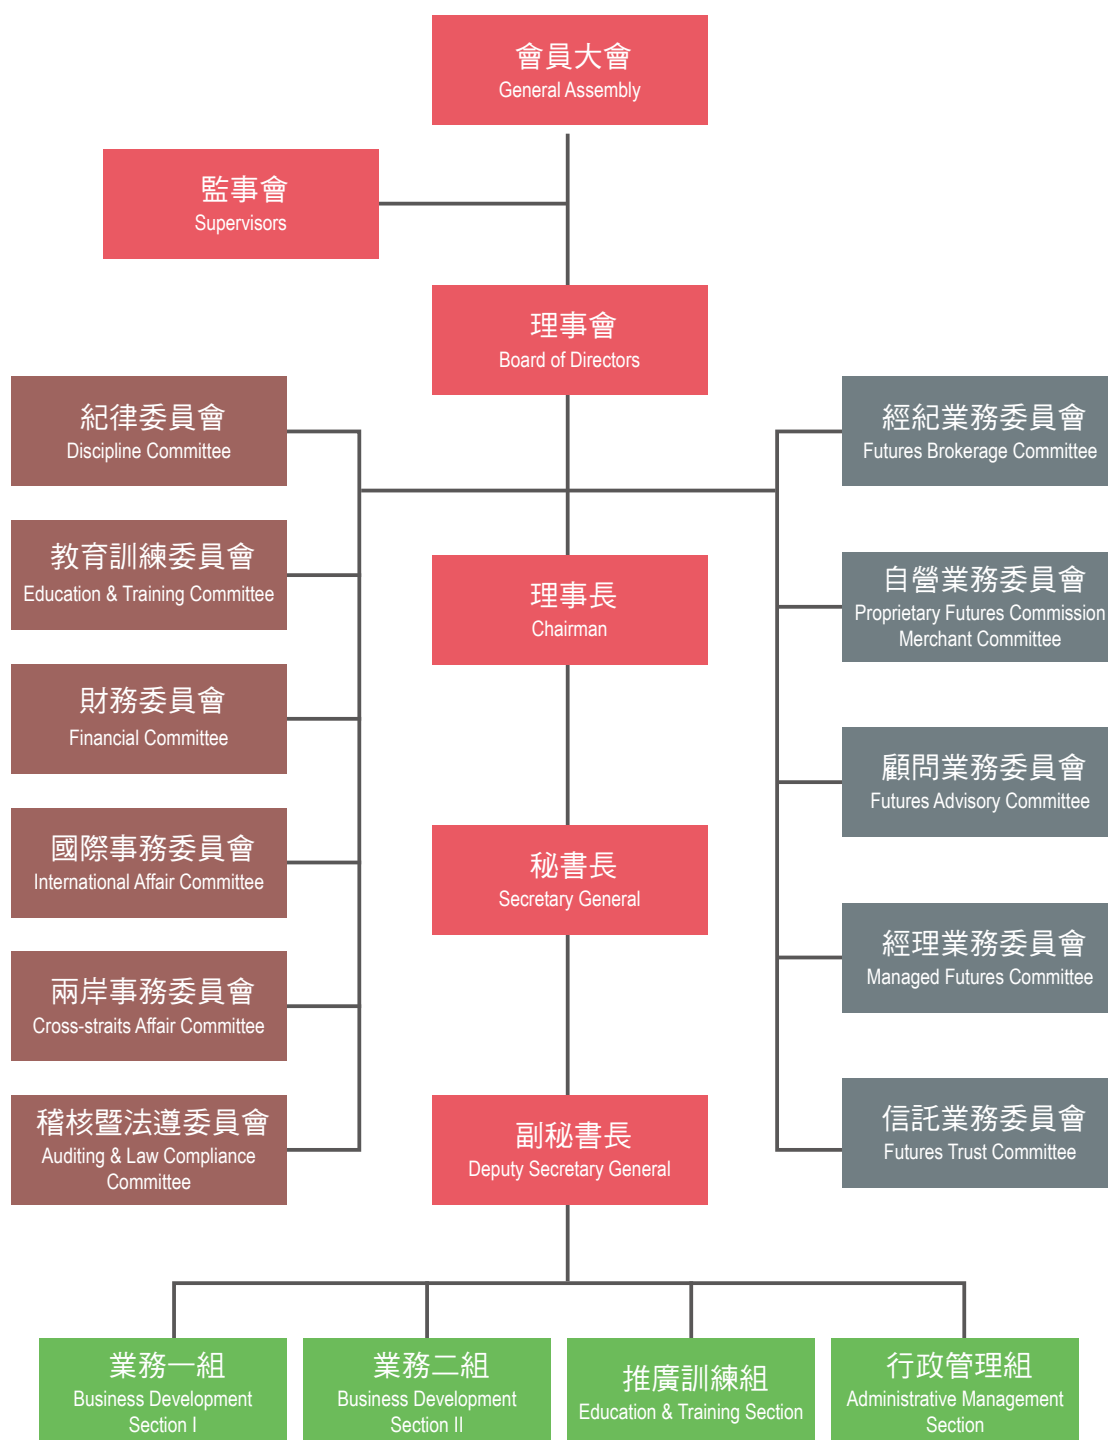 會員大會
General Assembly
監事會
Supervisors
理事會
Board of Directors
紀律委員會
Discipline Committee
教育訓練委員會
Education & Training Committee
財務委員會
Financial Committee
國際事務委員會
International Affair Committee
兩岸事務委員會
Cross-straits Affair Committee
稽核暨法遵委員會
Auditing & Law Compliance
Committee
理事長
Chairman
秘書長
Secretary General
副秘書長
Deputy Secretary General
經紀業務委員會
Futures Brokerage Committee
自營業務委員會
Proprietary Futures Commission
Merchant Committee
顧問業務委員會
Futures Advisory Committee
經理業務委員會
Managed Futures Committee
信託業務委員會
Futures Trust Committee
業務一組
Business Development
Section I
業務二組
Business Development
Section II
推廣訓練組
Education & Training Section
行政管理組
Administrative Management
Section